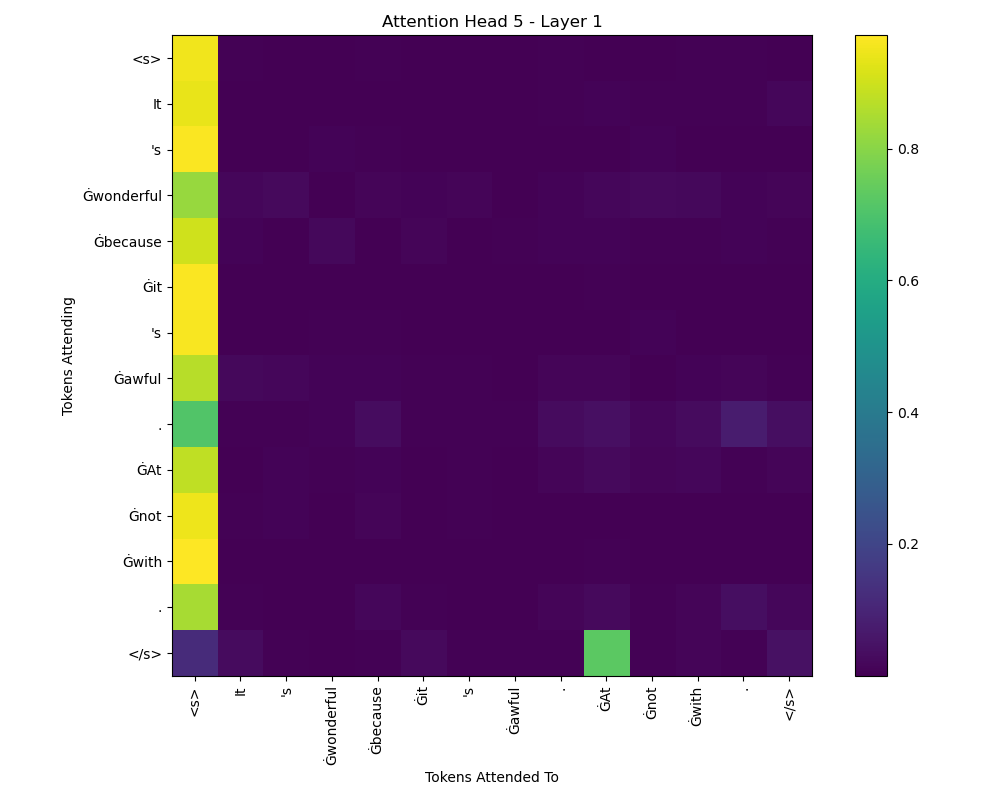 Attention Head 5 - Layer 1
<s>
It
's
Ġwonderful
Ġbecause
Ġit
's
Ġawful
.
ĠAt
Ġnot
Ġwith
.
</s>
Tokens Attending
<s>
It
's
Ġwonderful
Ġbecause
Ġit
's
Ġawful
.
ĠAt
Ġnot
Ġwith
.
</s>
Tokens Attended To
0.8
0.6
0.4
0.2